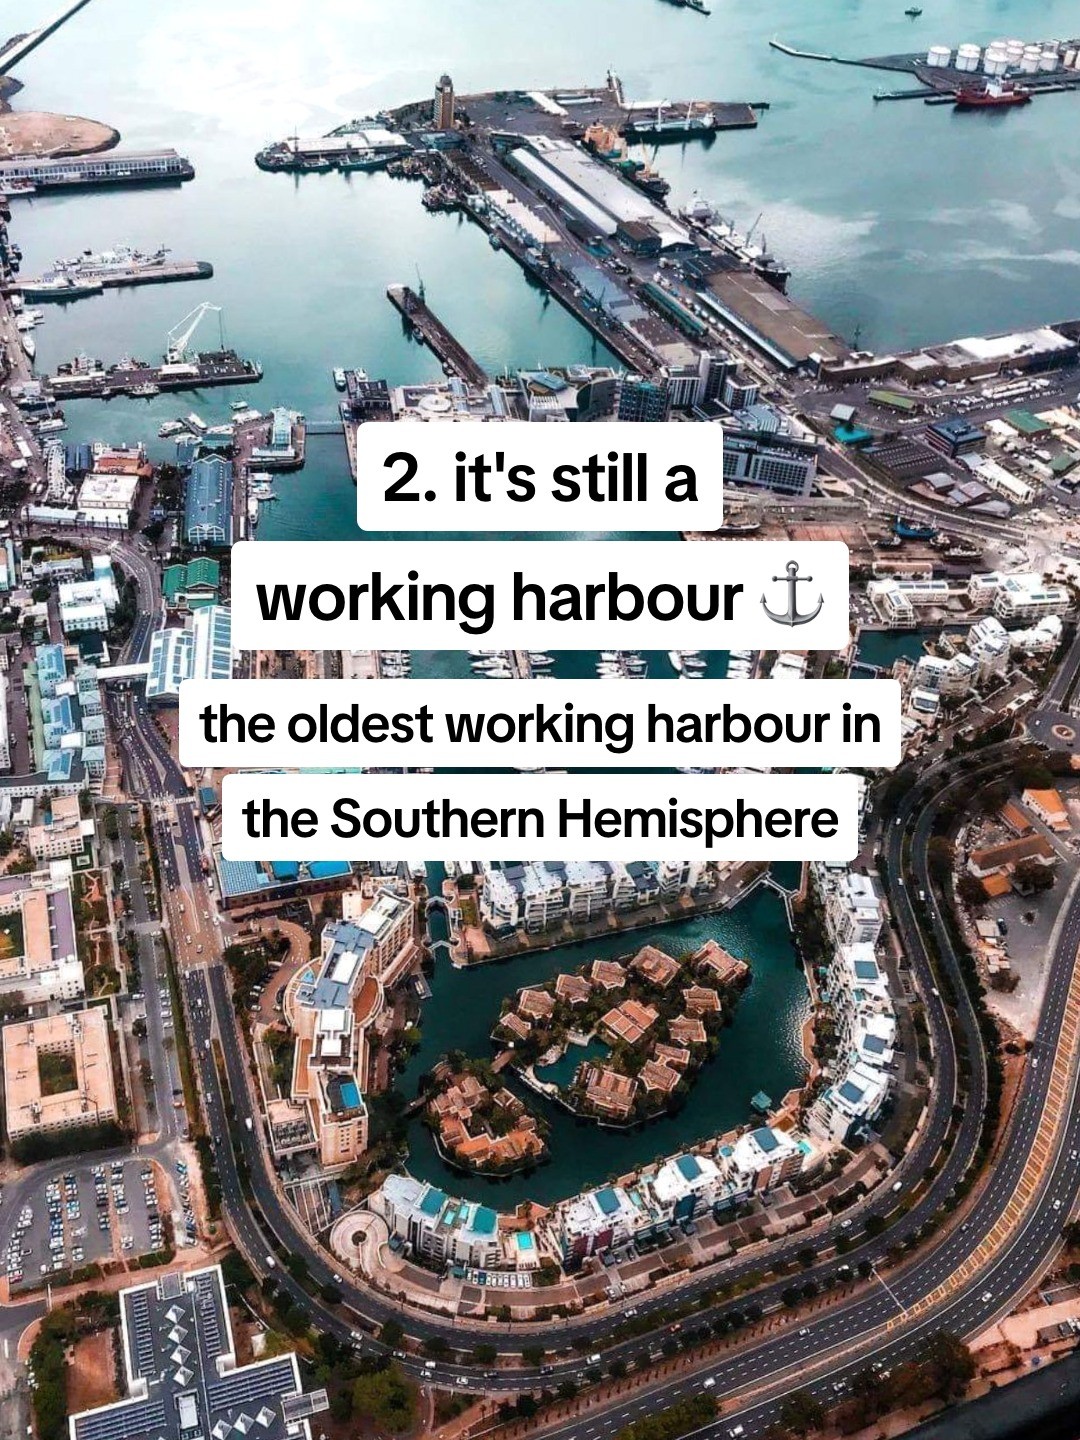 2. it's still a
working harbour ⚓
the oldest working harbour in
the Southern Hemisphere